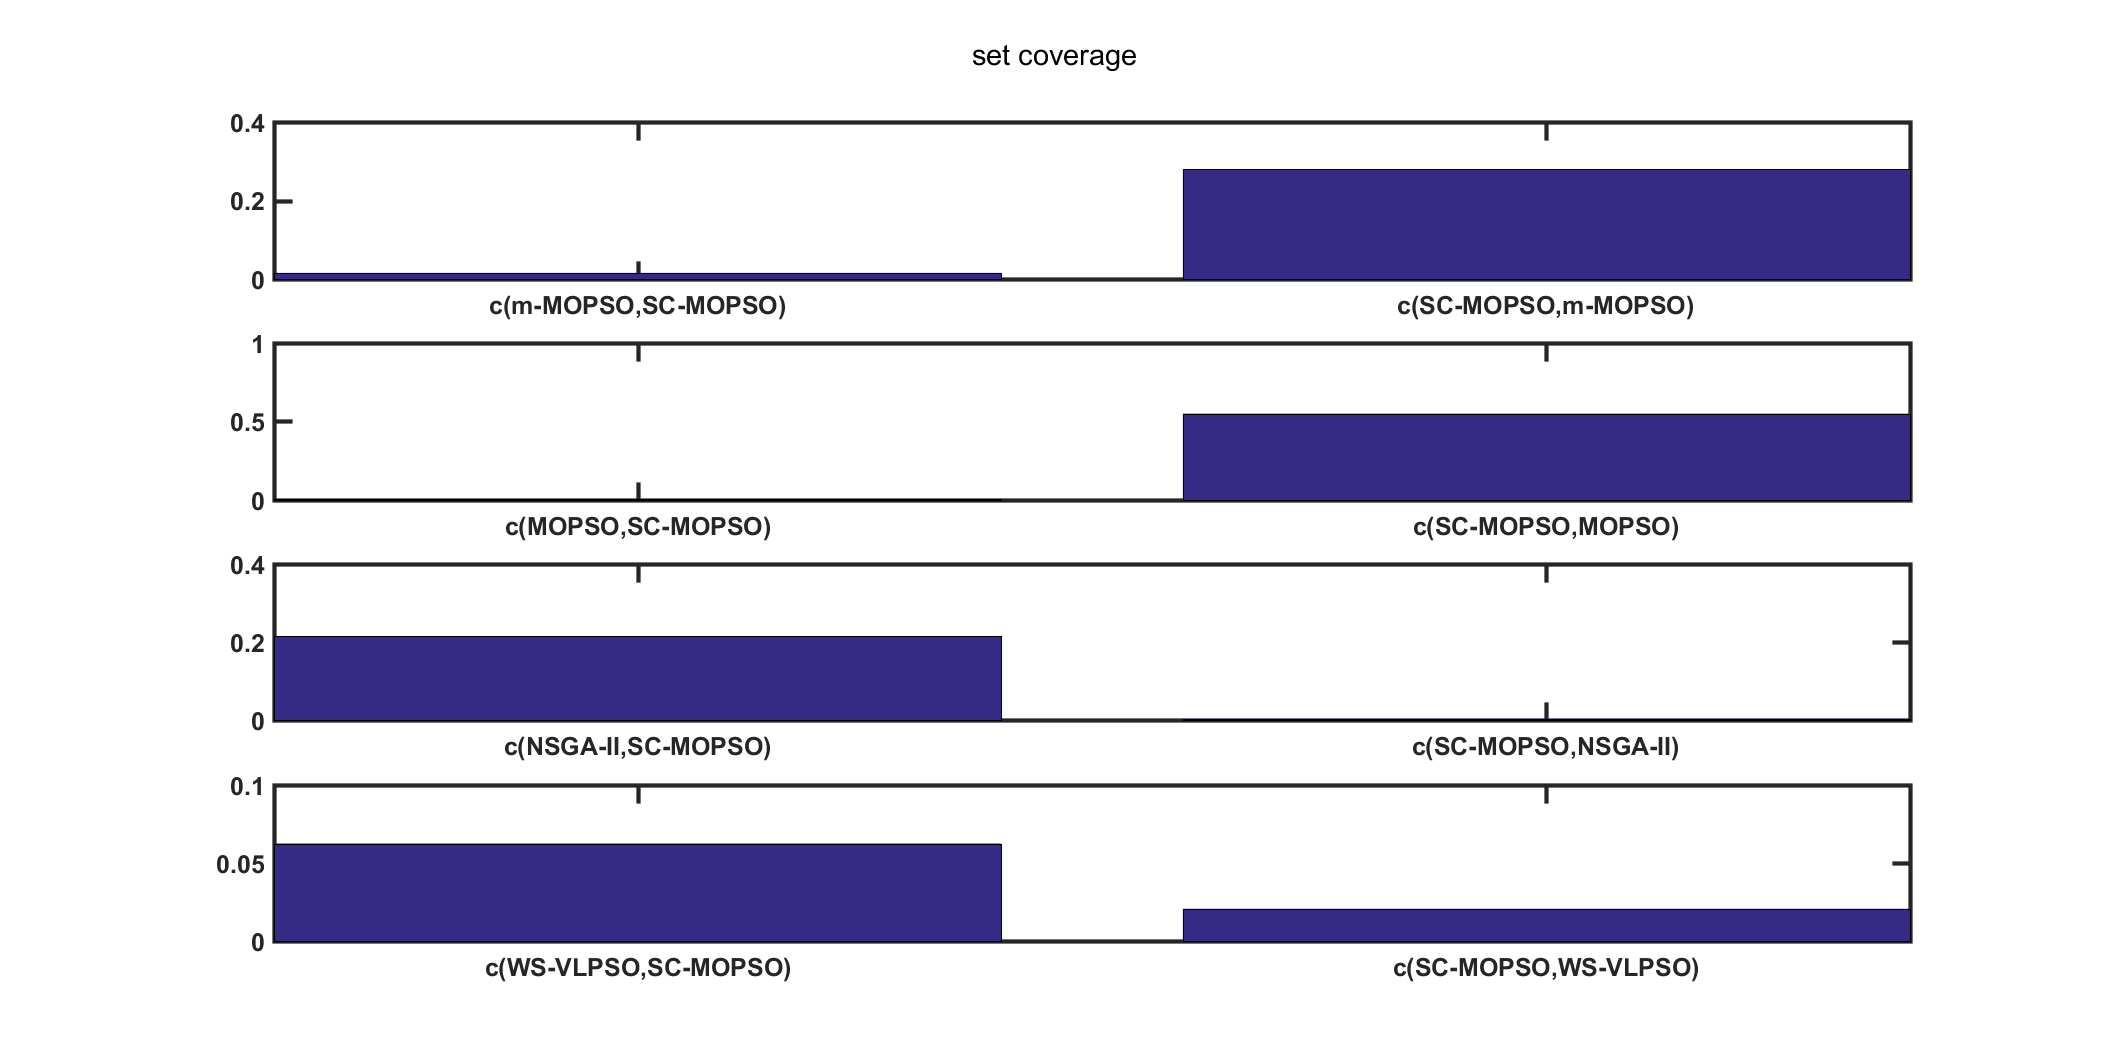 set coverage
0.4
0.2
0
c(m-MOPSO,SC-MOPSO) c(SC-MOPSO,m-MOPSO)
1
0.5
0
c(MOPSO,SC-MOPSO) c(SC-MOPSO,MOPSO)
0.4
0.2
0
c(NSGA-II,SC-MOPSO) c(SC-MOPSO,NSGA-II)
0.1
0.05
0
c(WS-VLPSO,SC-MOPSO) c(SC-MOPSO,WS-VLPSO)